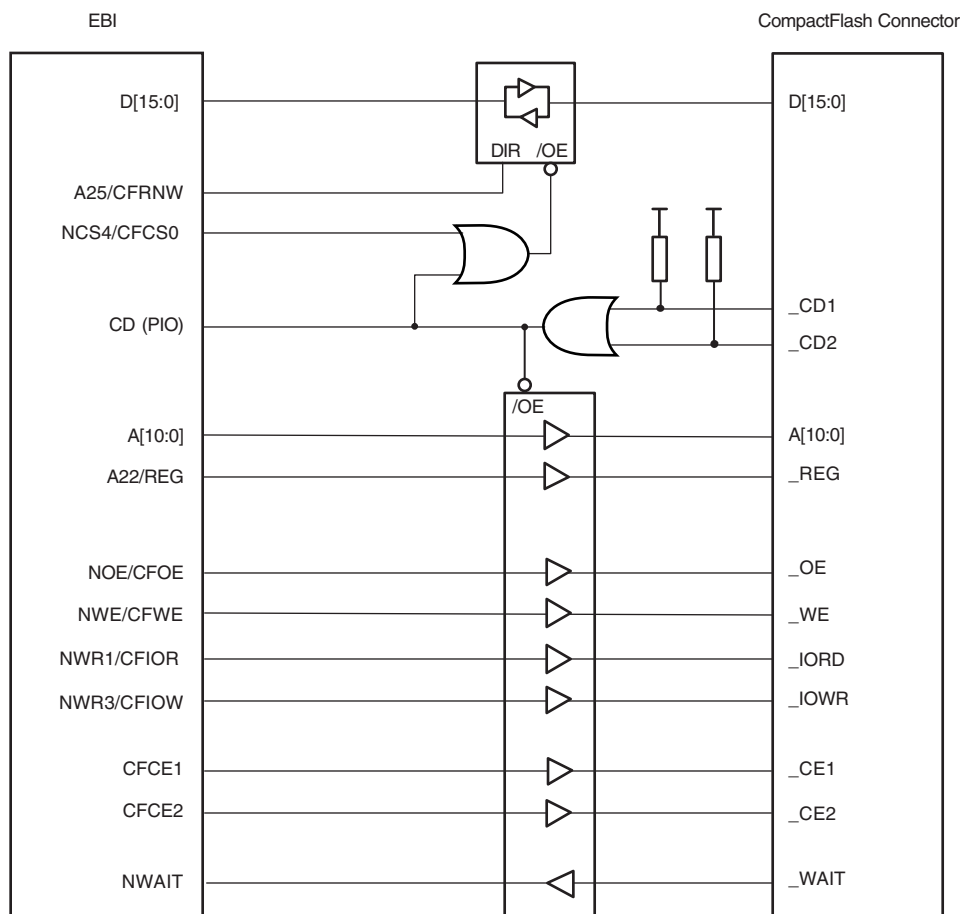 EBI CompactFlash Connector
D[15:0] D[15:0]
DIR /OE
A25/CFRNW
NCS4/CFCS0
_CD1
CD (PIO)
_CD2
/OE
A[10:0] A[10:0]
A22/REG _REG
NOE/CFOE _OE
NWE/CFWE _WE
NWR1/CFIOR _IORD
NWR3/CFIOW _IOWR
CFCE1 _CE1
CFCE2 _CE2
NWAIT _WAIT